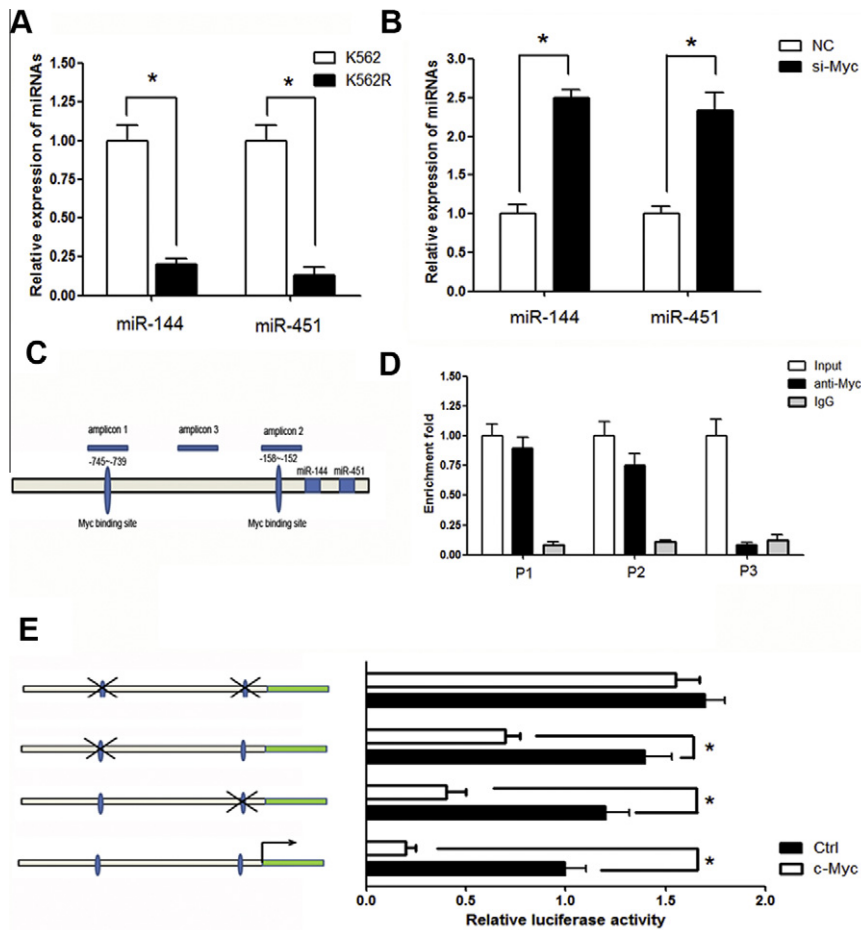 A
Relative expression of miRNAs
1.50
1.25
1.00
0.75
0.50
0.25
0.00
*
*
K562
K562R
miR-144
miR-451
B
Relative expression of miRNAs
3.0
2.5
2.0
1.5
1.0
0.5
0.0
*
*
NC
si-Myc
miR-144
miR-451
C
amplicon 1
amplicon 3
amplicon 2
-745~-739
-158~-152
miR-144
miR-451
Myc binding site
Myc binding site
D
Enrichment fold
1.50
1.25
1.00
0.75
0.50
0.25
0.00
Input
anti-Myc
IgG
P1
P2
P3
E
*
*
*
Ctrl
c-Myc
0.0
0.5
1.0
1.5
2.0
Relative luciferase activity